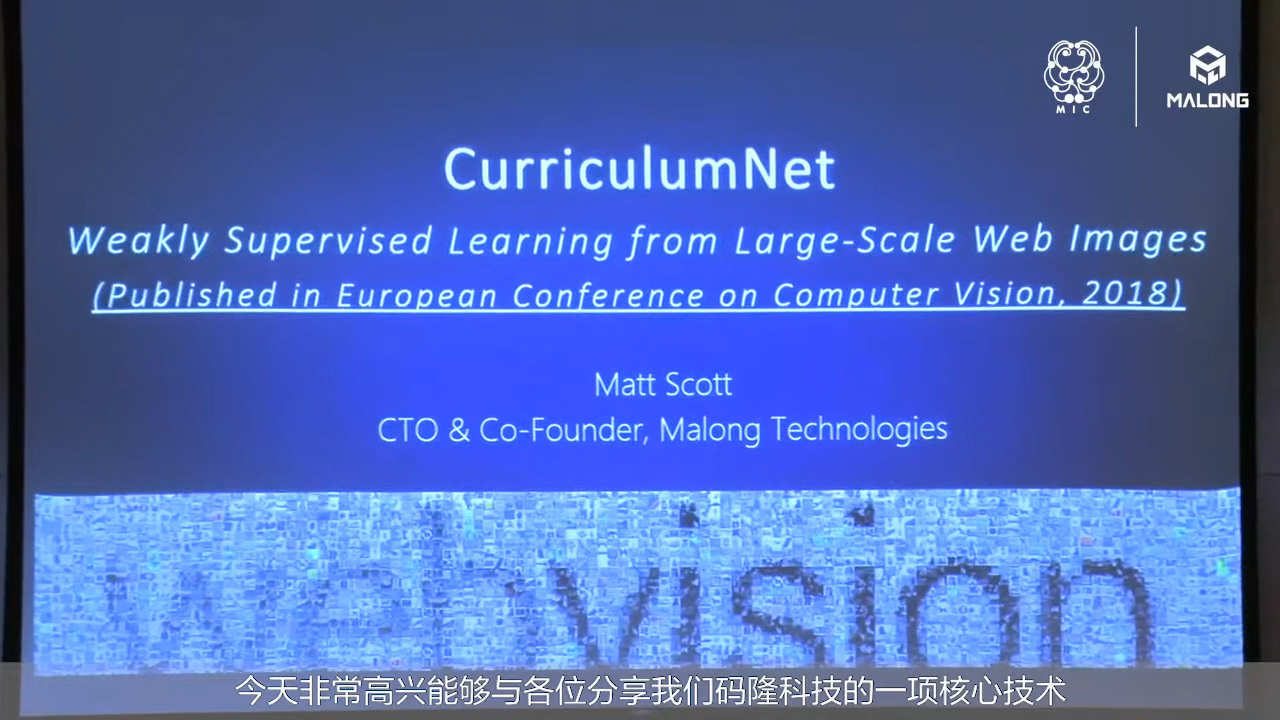 MIC
MALONG
CurriculumNet
Weakly Supervised Learning from Large-Scale Web Images
(Published in European Conference on Computer Vision, 2018)
Matt Scott
CTO & Co-Founder, Malong Technologies
webvision
今天非常高兴能够与各位分享我们码隆科技的一项核心技术